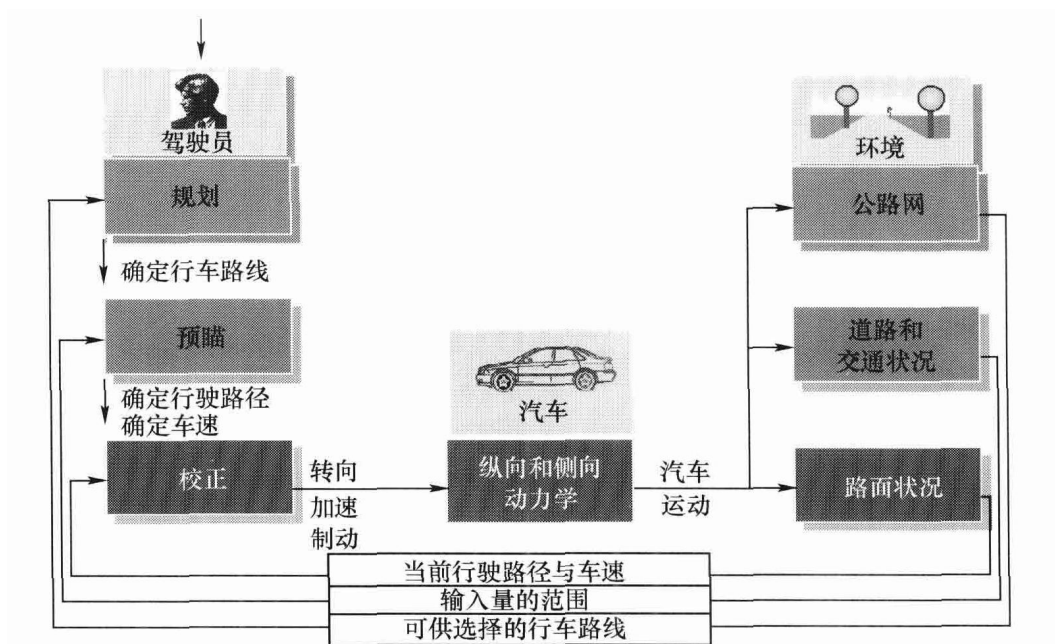 驾驶员
规划
确定行车路线
预瞄
确定行驶路径
确定车速
校正
转向
加速
制动
汽车
纵向和侧向
动力学
汽车
运动
环境
公路网
道路和
交通状况
路面状况
当前行驶路径与车速
输入量的范围
可供选择的行车路线